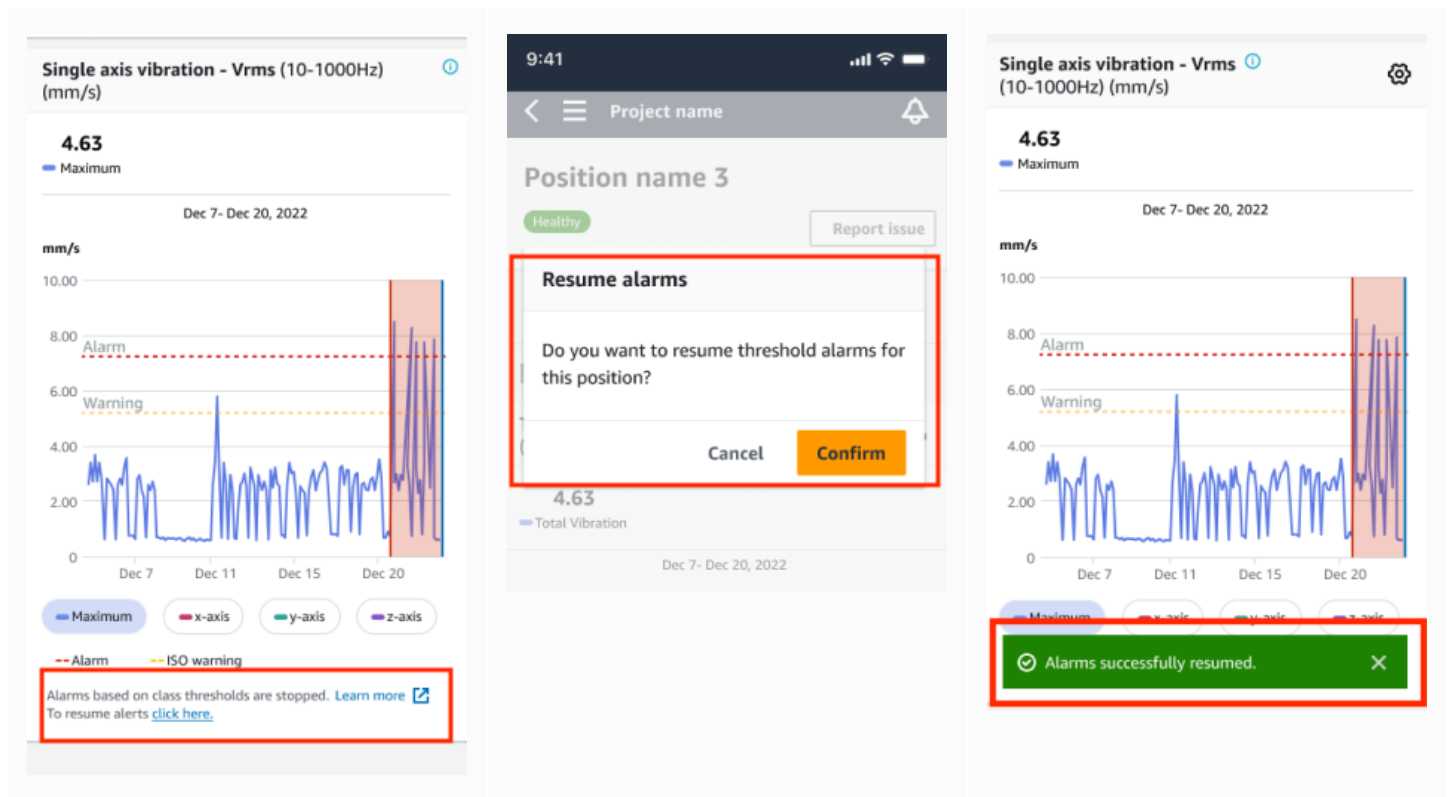 Single axis vibration - Vrms (10-1000Hz)
(mm/s)
4.63
Maximum
Dec 7- Dec 20, 2022
mm/s
10.00
8.00
Alarm
6.00
Warning
4.00
2.00
0
Dec 7 Dec 11 Dec 15 Dec 20
Maximum x-axis y-axis z-axis
Alarm ISO warning
Alarms based on class thresholds are stopped. Learn more
To resume alerts click here.
9:41
Project name
Position name 3
Healthy
Report issue
Resume alarms
Do you want to resume threshold alarms for
this position?
Cancel Confirm
4.63
Total Vibration
Dec 7- Dec 20, 2022
Single axis vibration - Vrms
(10-1000Hz) (mm/s)
4.63
Maximum
Dec 7- Dec 20, 2022
mm/s
10.00
8.00
Alarm
6.00
Warning
4.00
2.00
0
Dec 7 Dec 11 Dec 15 Dec 20
Maximum x-axis y-axis z-axis
Alarms successfully resumed.